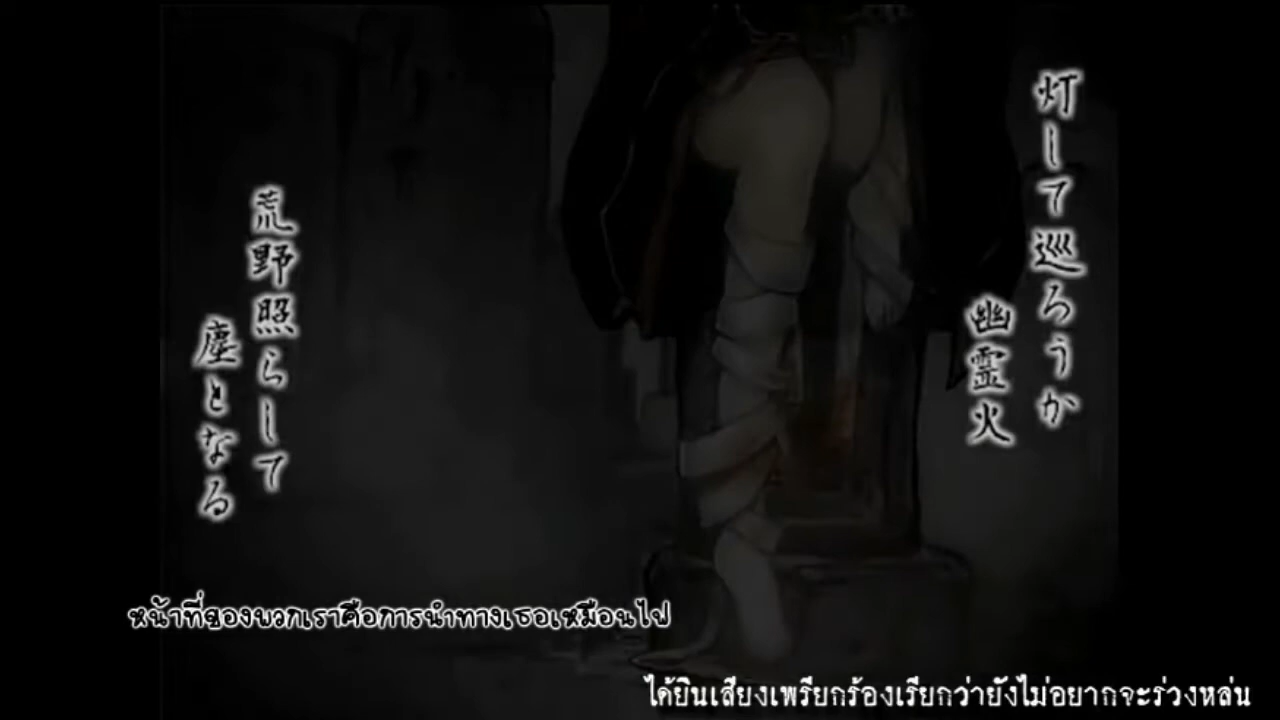 灯して巡ろうか
幽霊火
荒野照らして
塵となる
หน้าที่ของพวกเราคือการนำทางเธอเหมือนไฟ
ได้ยินเสียงเพรียกร้องเรียกว่ายังไม่อยากจะร่วงหล่น